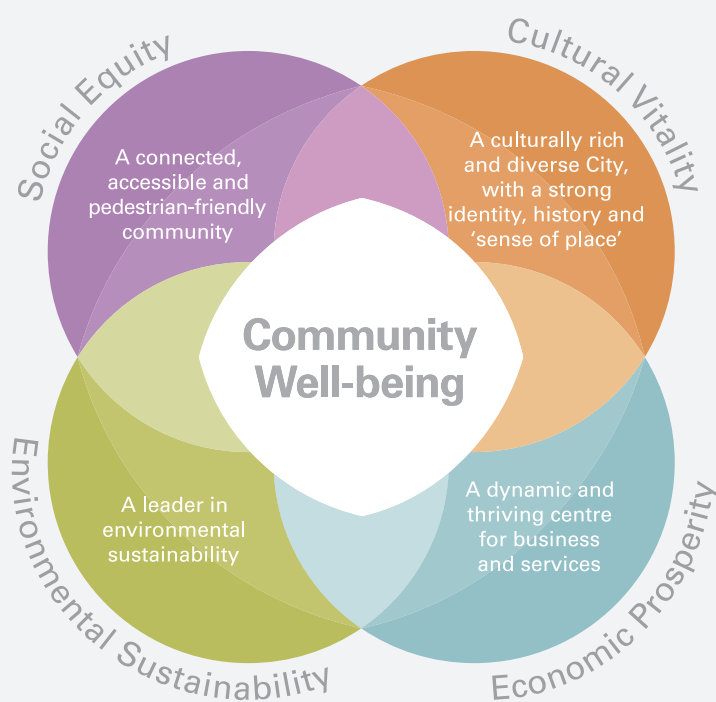 Social Equity
Cultural Vitality
A connected,
accessible and
pedestrian-friendly
community
A culturally rich
and diverse City,
with a strong
identity, history and
‘sense of place’
Community
Well-being
A leader in
environmental
sustainability
A dynamic and
thriving centre
for business
and services
Environmental Sustainability
Economic Prosperity